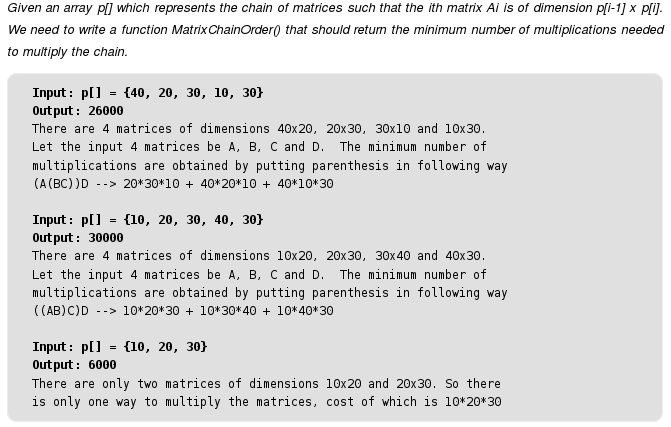 Given an array p[] which represents the chain of matrices such that the ith matrix Ai is of dimension p[i-1] x p[i].
We need to write a function MatrixChainOrder() that should return the minimum number of multiplications needed
to multiply the chain.
Input: p[] = {40, 20, 30, 10, 30}
Output: 26000
There are 4 matrices of dimensions 40x20, 20x30, 30x10 and 10x30.
Let the input 4 matrices be A, B, C and D.  The minimum number of
multiplications are obtained by putting parenthesis in following way
(A(BC))D --> 20*30*10 + 40*20*10 + 40*10*30
Input: p[] = {10, 20, 30, 40, 30}
Output: 30000
There are 4 matrices of dimensions 10x20, 20x30, 30x40 and 40x30.
Let the input 4 matrices be A, B, C and D.  The minimum number of
multiplications are obtained by putting parenthesis in following way
((AB)C)D --> 10*20*30 + 10*30*40 + 10*40*30
Input: p[] = {10, 20, 30}
Output: 6000
There are only two matrices of dimensions 10x20 and 20x30. So there
is only one way to multiply the matrices, cost of which is 10*20*30